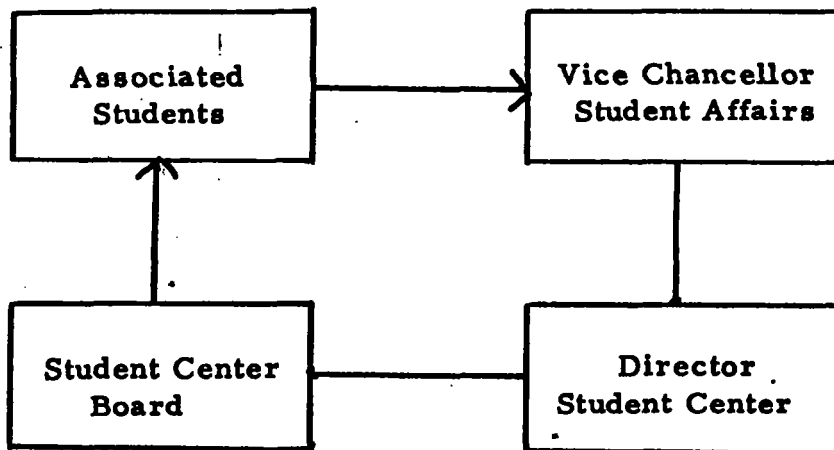 Associated
Students
Vice Chancellor
Student Affairs
Student Center
Board
Director
Student Center